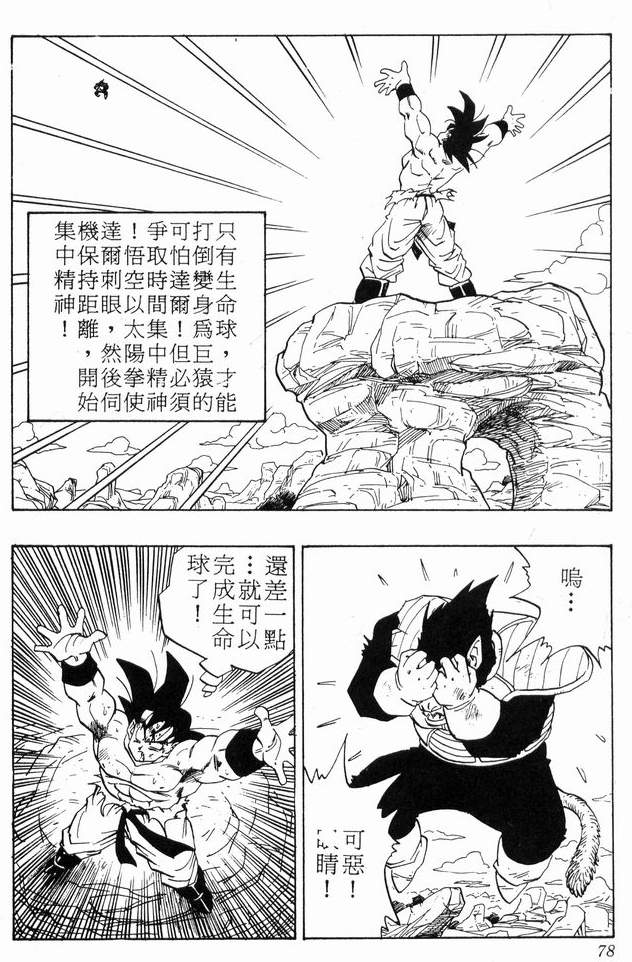 只有生命球，才能
打倒變身爲巨猿的
可怕達爾！但必須
爭取時間集中精神
！悟空以太陽拳使
達爾刺眼，然後伺
機保持距離，開始
集中精神！
嗚…
可惡！
睛！
還差一點
…就可以
完成生命
球了！
78